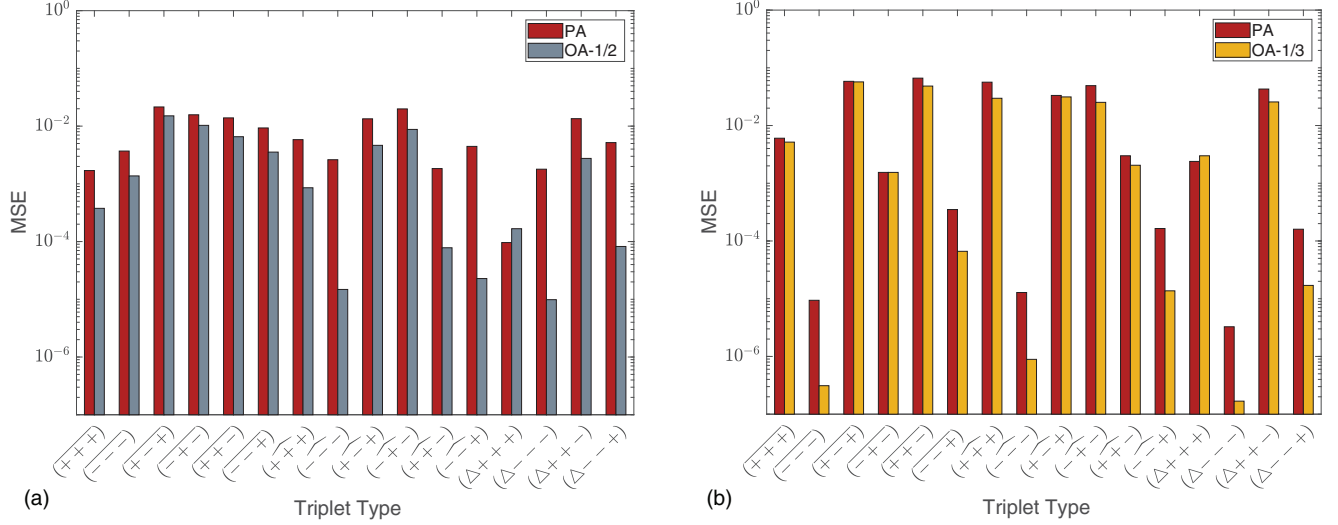 10^0
10^-2
10^-4
10^-6
MSE
PA
OA-1/2
(+ + +)
(− − −)
(+ − +)
(− + −)
(+ + −)
(− − +)
(Δ+ + +)
(Δ− − −)
(Δ+ + −)
(Δ− − +)
(a)
Triplet Type
10^0
10^-2
10^-4
10^-6
MSE
PA
OA-1/3
(+ + +)
(− − −)
(+ − +)
(− + −)
(+ + −)
(− − +)
(Δ+ + +)
(Δ− − −)
(Δ+ + −)
(Δ− − +)
(b)
Triplet Type